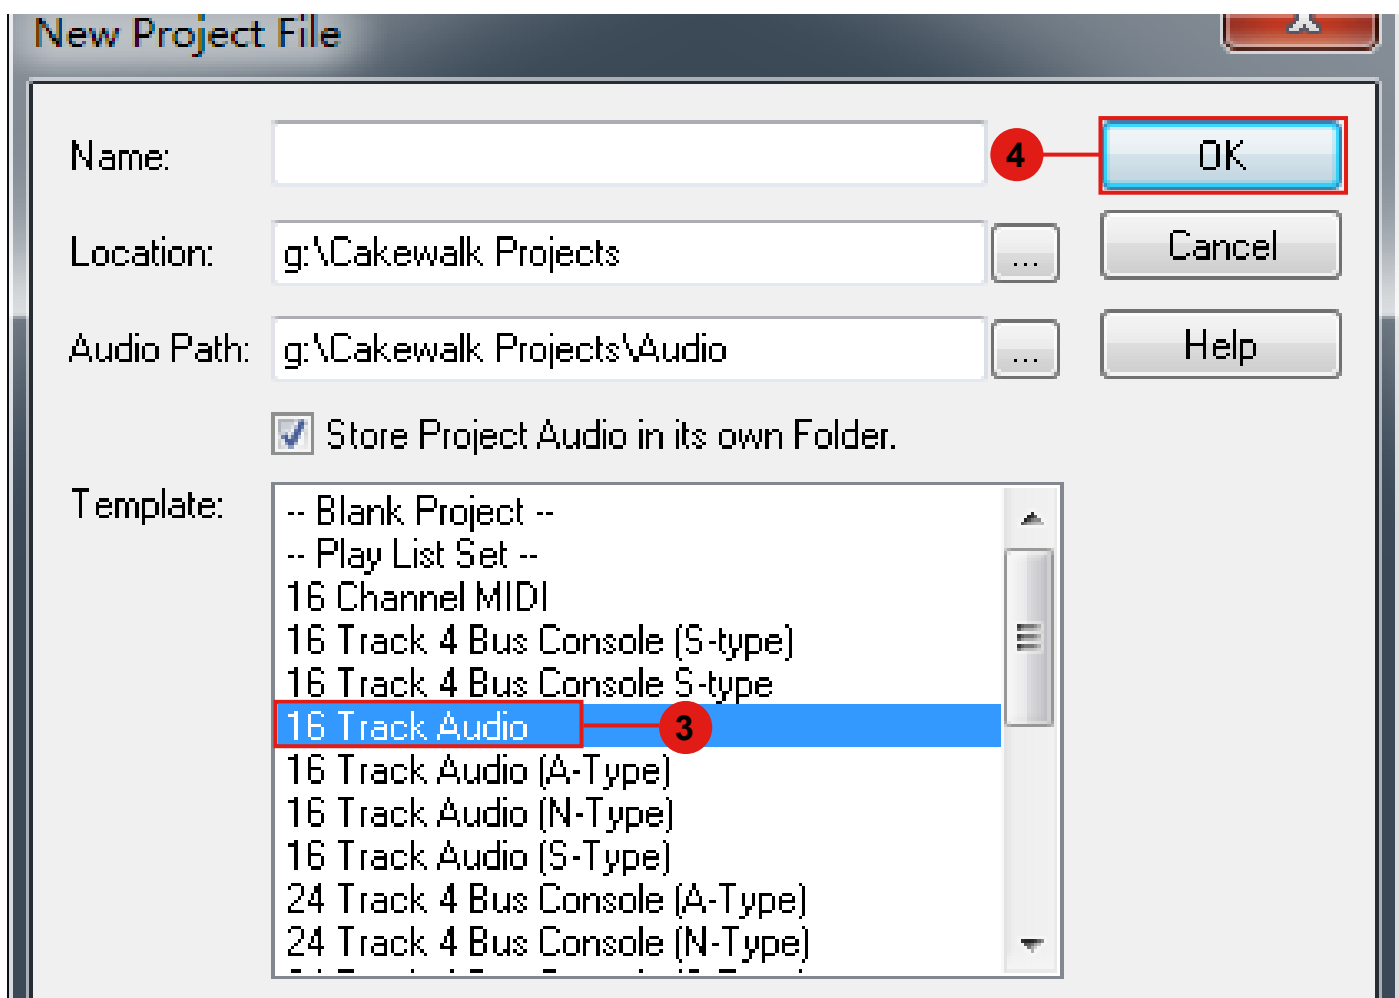 New Project File
Name:
4
OK
Location:
g:\Cakewalk Projects
...
Cancel
Audio Path:
g:\Cakewalk Projects\Audio
...
Help
Store Project Audio in its own Folder.
Template:
-- Blank Project --
-- Play List Set --
16 Channel MIDI
16 Track 4 Bus Console (S-type)
16 Track 4 Bus Console S-type
16 Track Audio
3
16 Track Audio (A-Type)
16 Track Audio (N-Type)
16 Track Audio (S-Type)
24 Track 4 Bus Console (A-Type)
24 Track 4 Bus Console (N-Type)